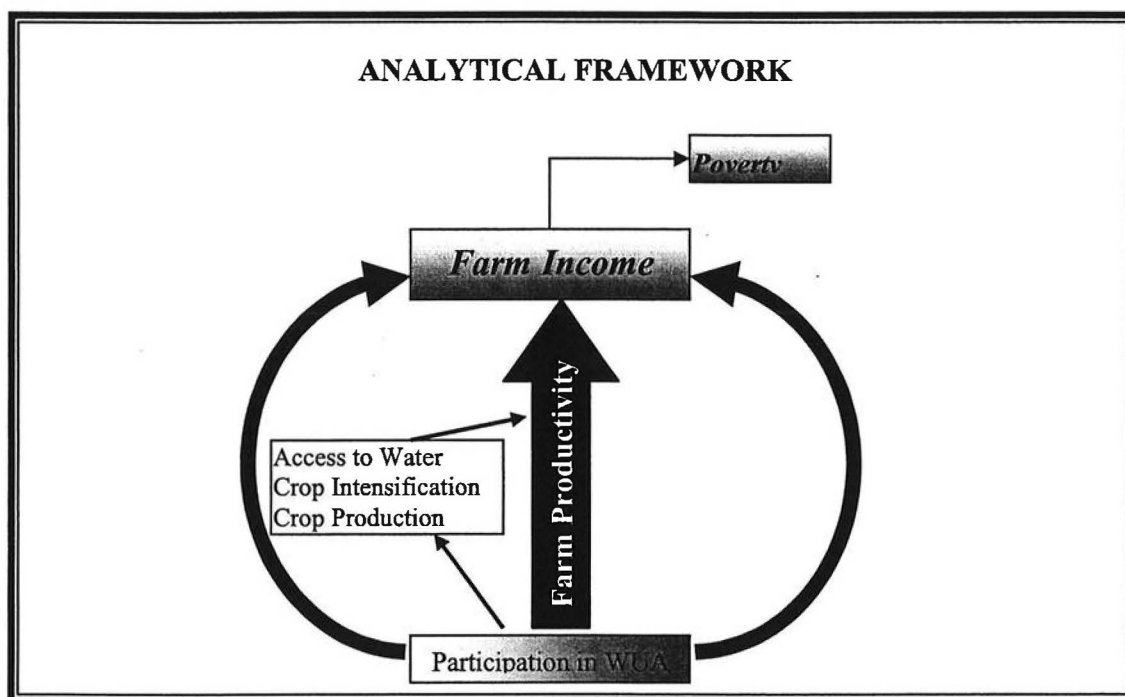 ANALYTICAL FRAMEWORK
Poverty
Farm Income
Farm Productivity
Access to Water
Crop Intensification
Crop Production
Participation in WUA